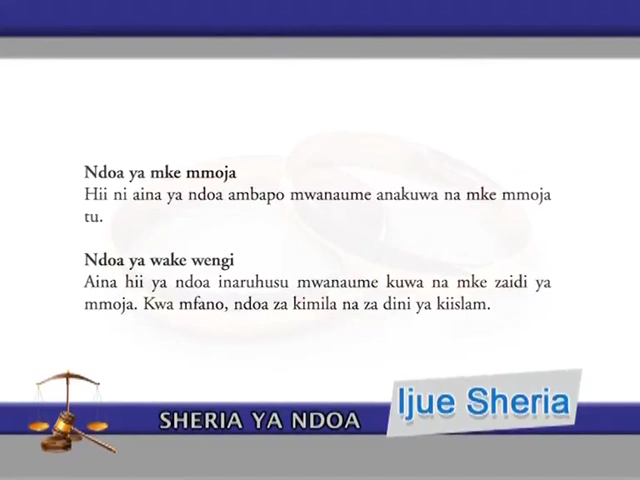 Ndoa ya mke mmoja
Hii ni aina ya ndoa ambapo mwanaume anakuwa na mke mmoja
tu.
Ndoa ya wake wengi
Aina hii ya ndoa inaruhusu mwanaume kuwa na mke zaidi ya
mmoja. Kwa mfano, ndoa za kimila na za dini ya kiislam.
SHERIA YA NDOA
Ijue Sheria